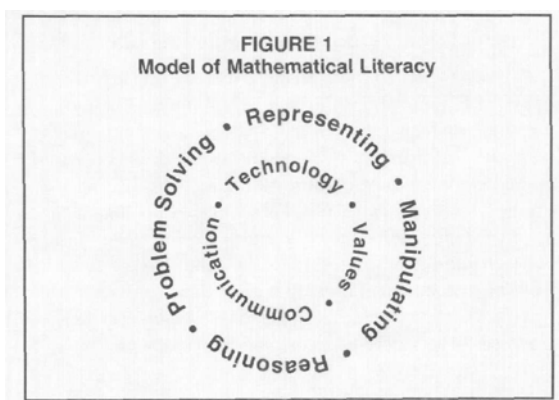 FIGURE 1
Model of Mathematical Literacy
Problem Solving • Representing • Manipulating • Reasoning •
Technology • Values • Communication •